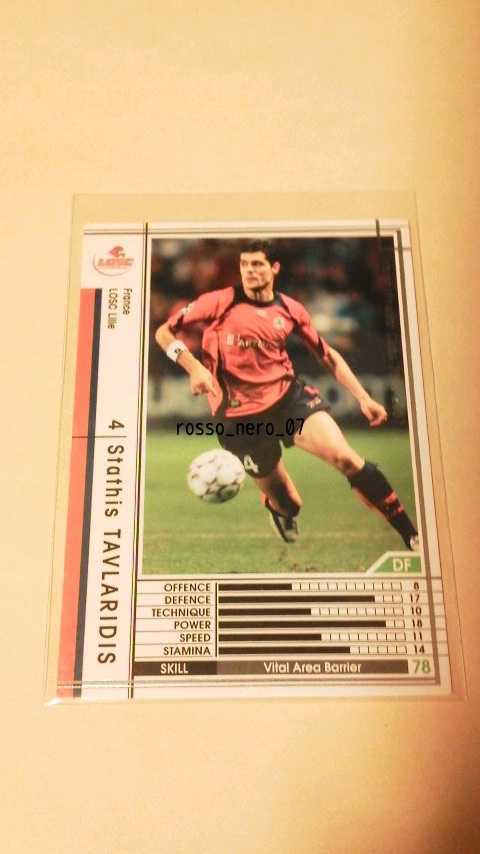 LOSC
France
LOSC Lille
4 Stathis TAVLARIDIS
rosso_nero_07
4
DF
OFFENCE 8
DEFENCE 17
TECHNIQUE 10
POWER 18
SPEED 11
STAMINA 14
SKILL Vital Area Barrier 78